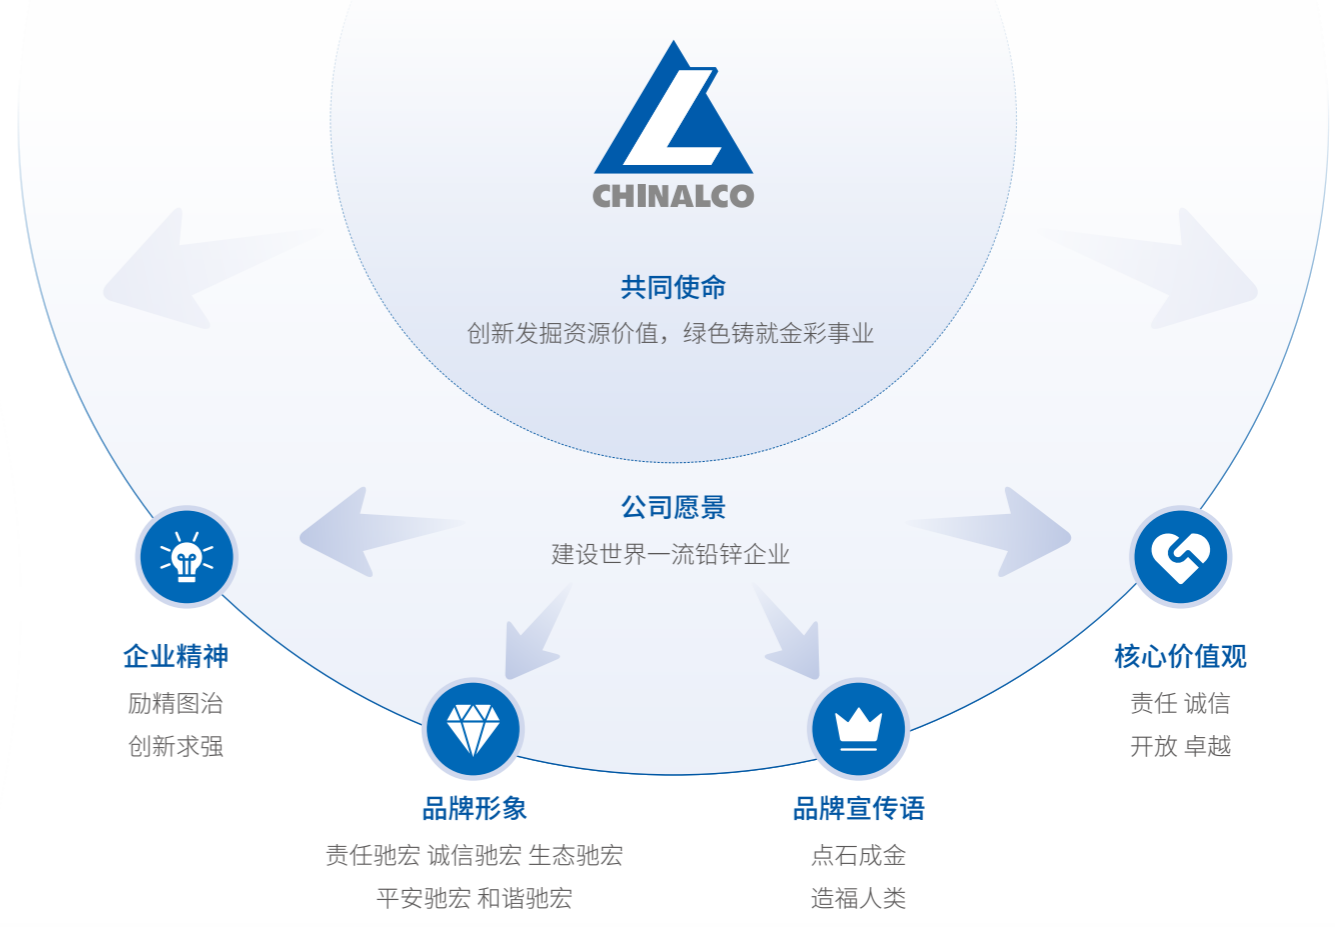 CHINALCO
共同使命
创新发掘资源价值，绿色铸就金彩事业
公司愿景
建设世界一流铅锌企业
企业精神
励精图治
创新求强
品牌形象
责任驰宏 诚信驰宏 生态驰宏
平安驰宏 和谐驰宏
品牌宣传语
点石成金
造福人类
核心价值观
责任 诚信
开放 卓越